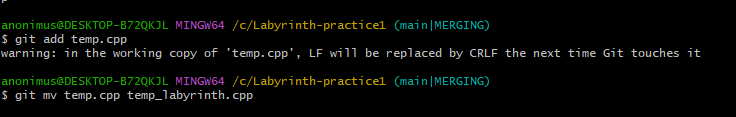 anonimus@DESKTOP-B72QKJL MINGW64 /c/Labyrinth-practice1 (main|MERGING)
$ git add temp.cpp
warning: in the working copy of 'temp.cpp', LF will be replaced by CRLF the next time Git touches it
anonimus@DESKTOP-B72QKJL MINGW64 /c/Labyrinth-practice1 (main|MERGING)
$ git mv temp.cpp temp_labyrinth.cpp